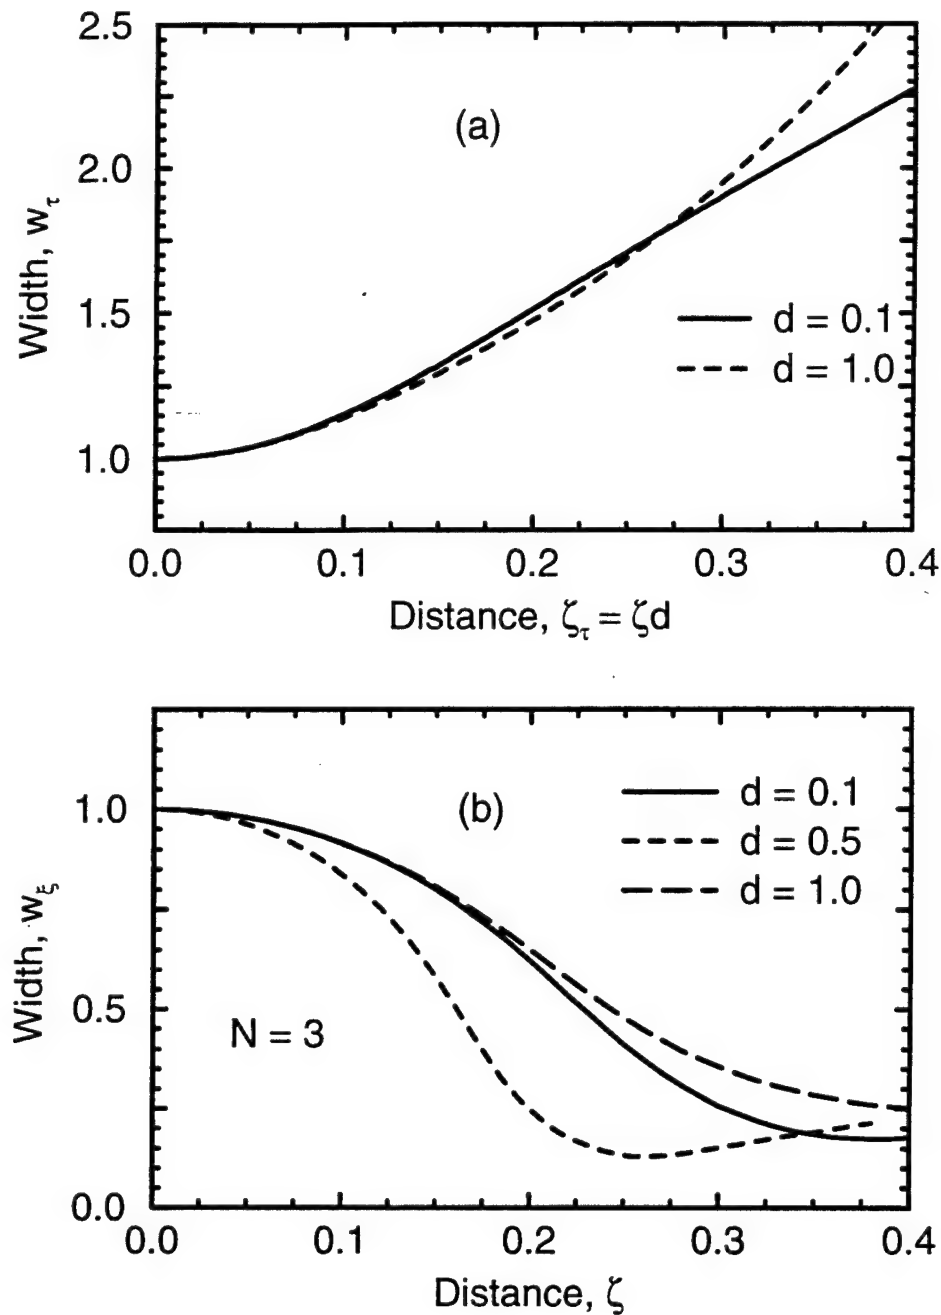 2.5
(a)
2.0
Width, w_τ
1.5
d = 0.1
d = 1.0
1.0
0.0 0.1 0.2 0.3 0.4
Distance, ζ_τ = ζd
1.0
(b)
d = 0.1
d = 0.5
d = 1.0
Width, w_ξ
0.5
N = 3
0.0
0.0 0.1 0.2 0.3 0.4
Distance, ζ